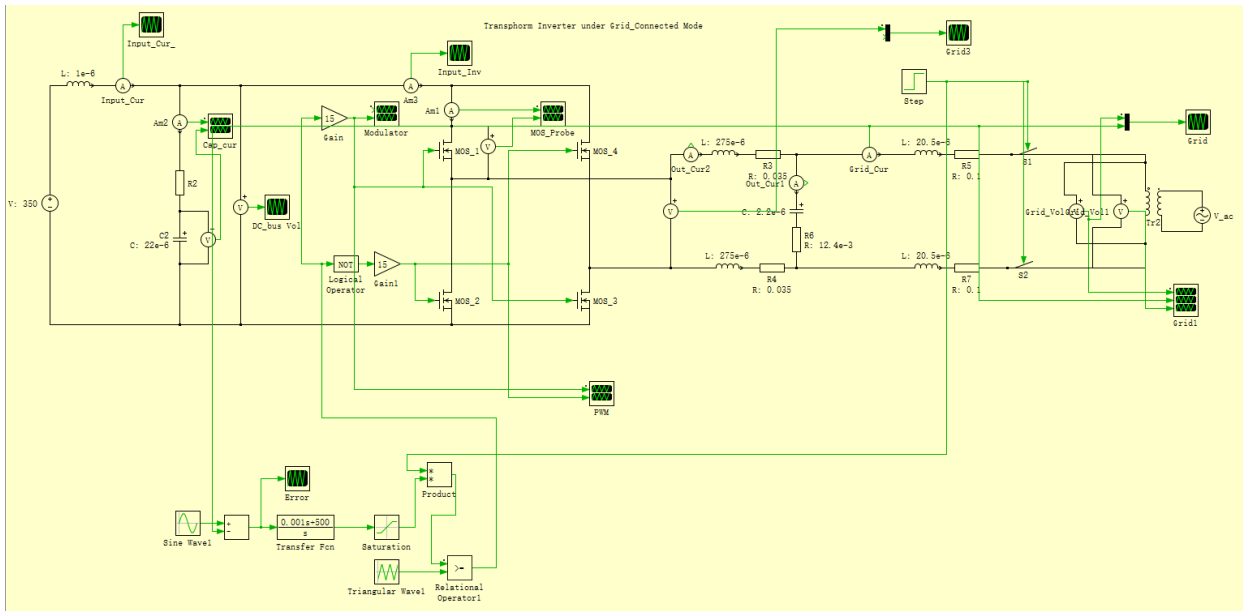 Transphorm Inverter under Grid_Connected Mode
Input_Cur_
Input_Inv
Grid3
L: 1e-6
A
Input_Cur
A
Am3
Step
A
Am2
Cap_cur
15
Gain
Modulator
A
Am1
MOS_Probe
Grid
MOS_1
V
MOS_4
L: 275e-6
A
Out_Cur2
R3
R: 0.035
A
Grid_Cur
L: 20.5e-6
R5
R: 0.1
S1
A
Out_Cur1
R2
V: 350
V
DC_bus Vol
V
C: 2.2e-6
V
V
Tr2
V_ac
C2
C: 22e-6
V
R6
R: 12.4e-3
NOT
Logical
Operator
15
Gain1
L: 275e-6
R4
R: 0.035
L: 20.5e-6
R7
R: 0.1
S2
MOS_2
MOS_3
Grid1
PWM
Error
*
*
Product
Sine Wave1
+
-
0.001s+500
s
Transfer Fcn
Saturation
Triangular Wave1
>=
Relational
Operator1